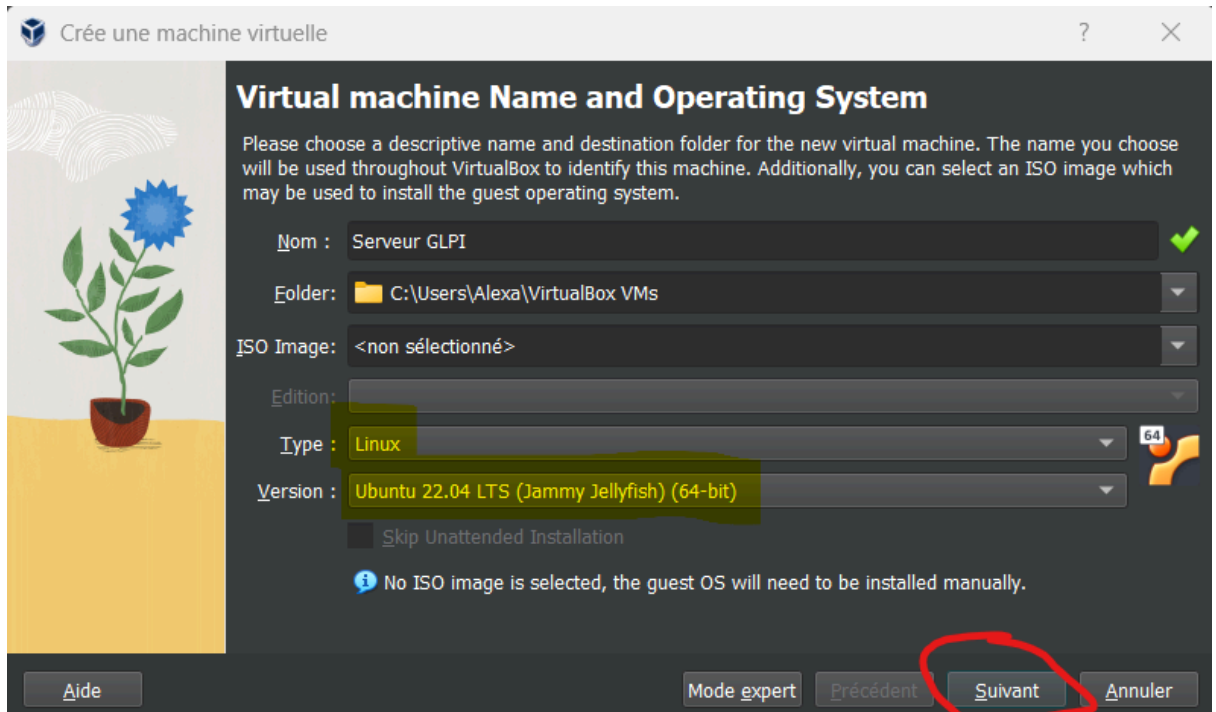 Crée une machine virtuelle
?
Virtual machine Name and Operating System
Please choose a descriptive name and destination folder for the new virtual machine. The name you choose
will be used throughout VirtualBox to identify this machine. Additionally, you can select an ISO image which
may be used to install the guest operating system.
Nom : Serveur GLPI
Folder: C:\Users\Alexa\VirtualBox VMs
ISO Image: <non sélectionné>
Edition:
Type : Linux
64
Version : Ubuntu 22.04 LTS (Jammy Jellyfish) (64-bit)
Skip Unattended Installation
No ISO image is selected, the guest OS will need to be installed manually.
Aide Mode expert Précédent Suivant Annuler